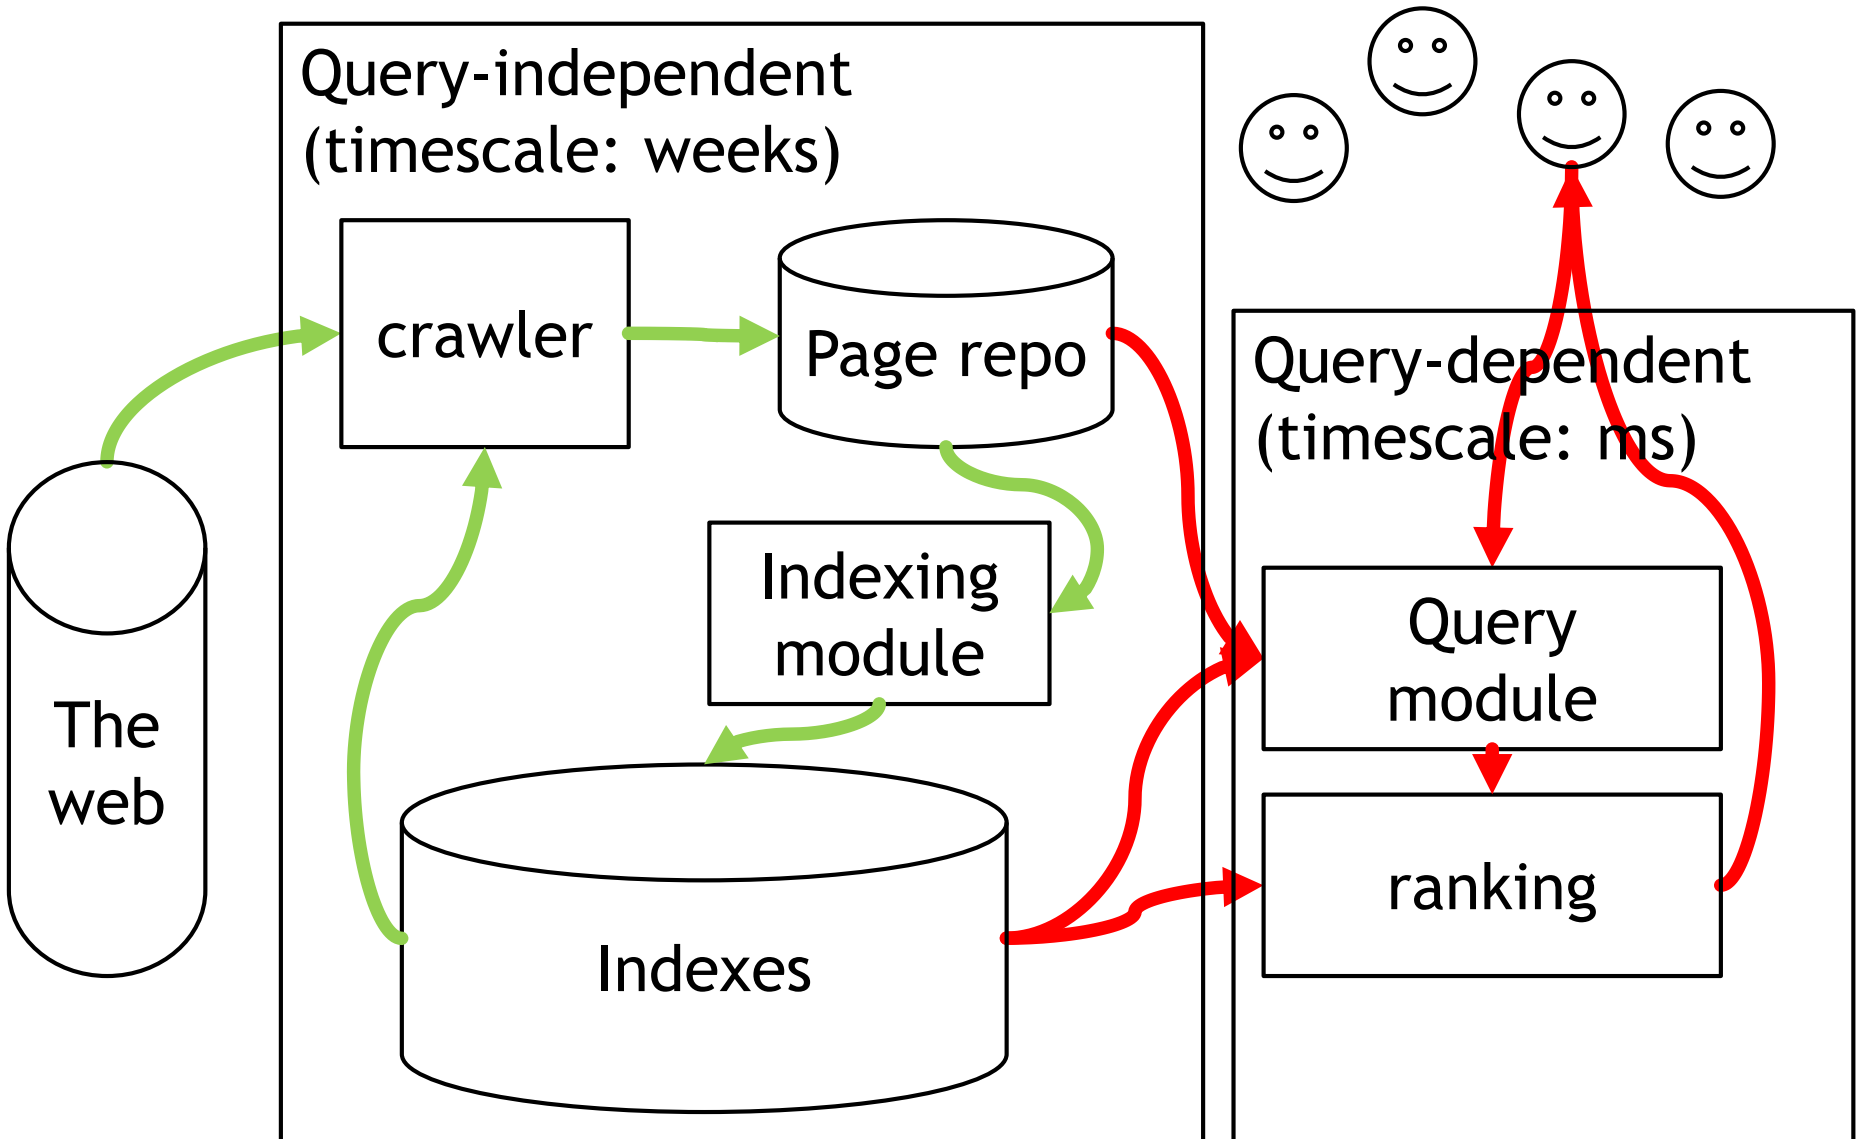 Query-independent
(timescale: weeks)
crawler
Page repo
Query-dependent
(timescale: ms)
Indexing
module
Query
module
The
web
ranking
Indexes